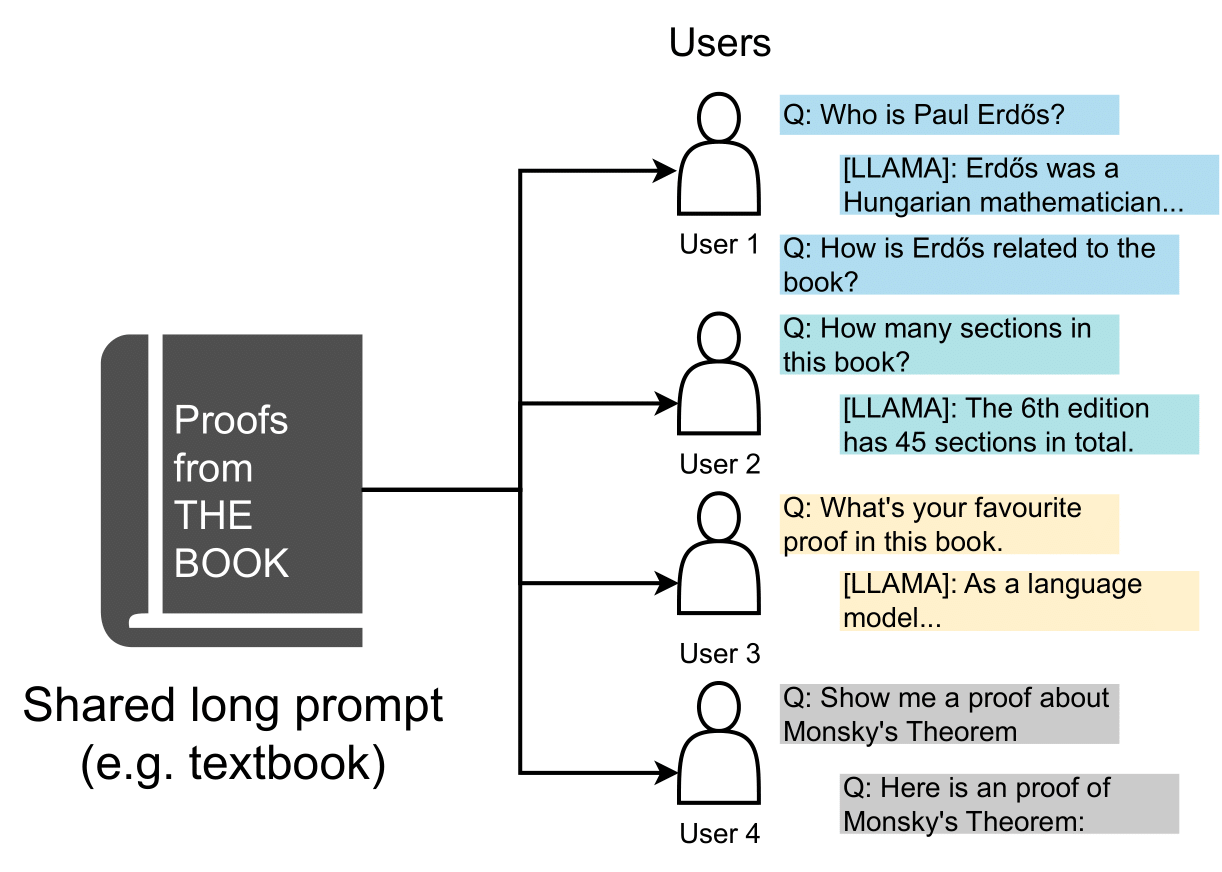 Users
Q: Who is Paul Erdős?
[LLAMA]: Erdős was a
Hungarian mathematician...
User 1
Q: How is Erdős related to the
book?
Q: How many sections in
this book?
[LLAMA]: The 6th edition
has 45 sections in total.
User 2
Proofs
from
THE
BOOK
Q: What's your favourite
proof in this book.
[LLAMA]: As a language
model...
User 3
Shared long prompt
(e.g. textbook)
Q: Show me a proof about
Monsky's Theorem
Q: Here is an proof of
Monsky's Theorem:
User 4